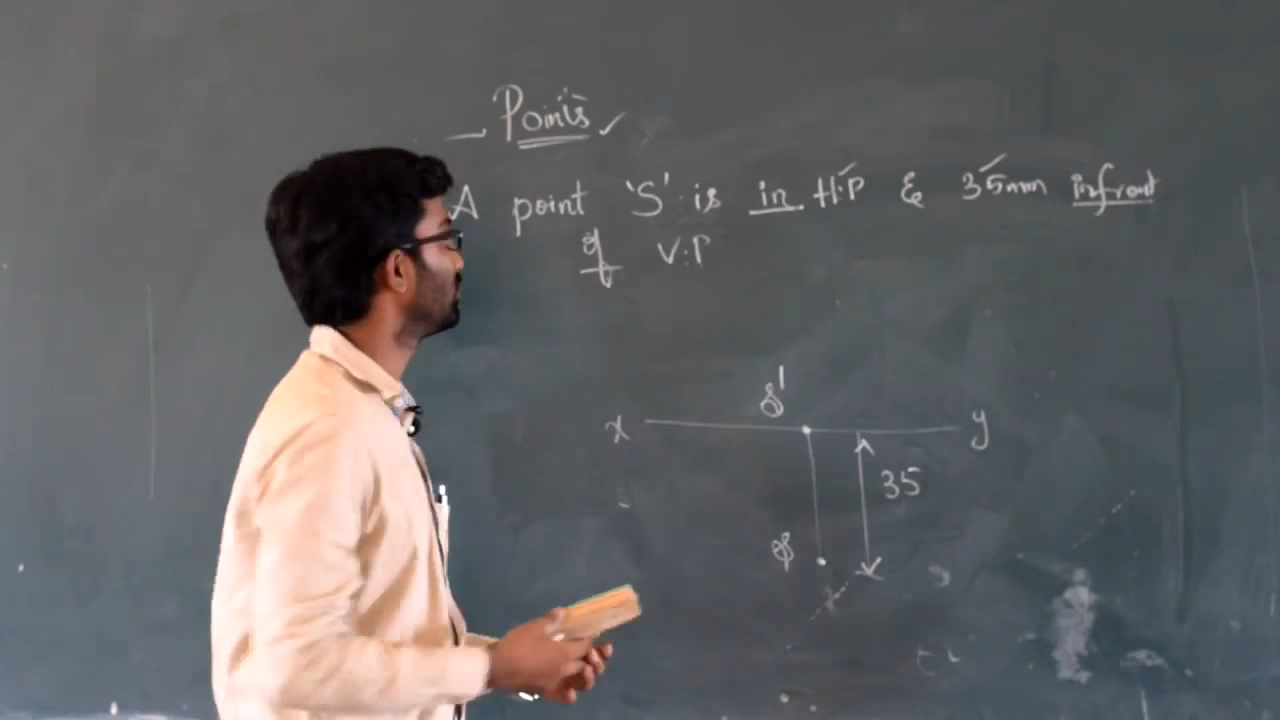 Points
A point 'S' is in H.P & 35mm infront
of V.P
s'
x y
35
s